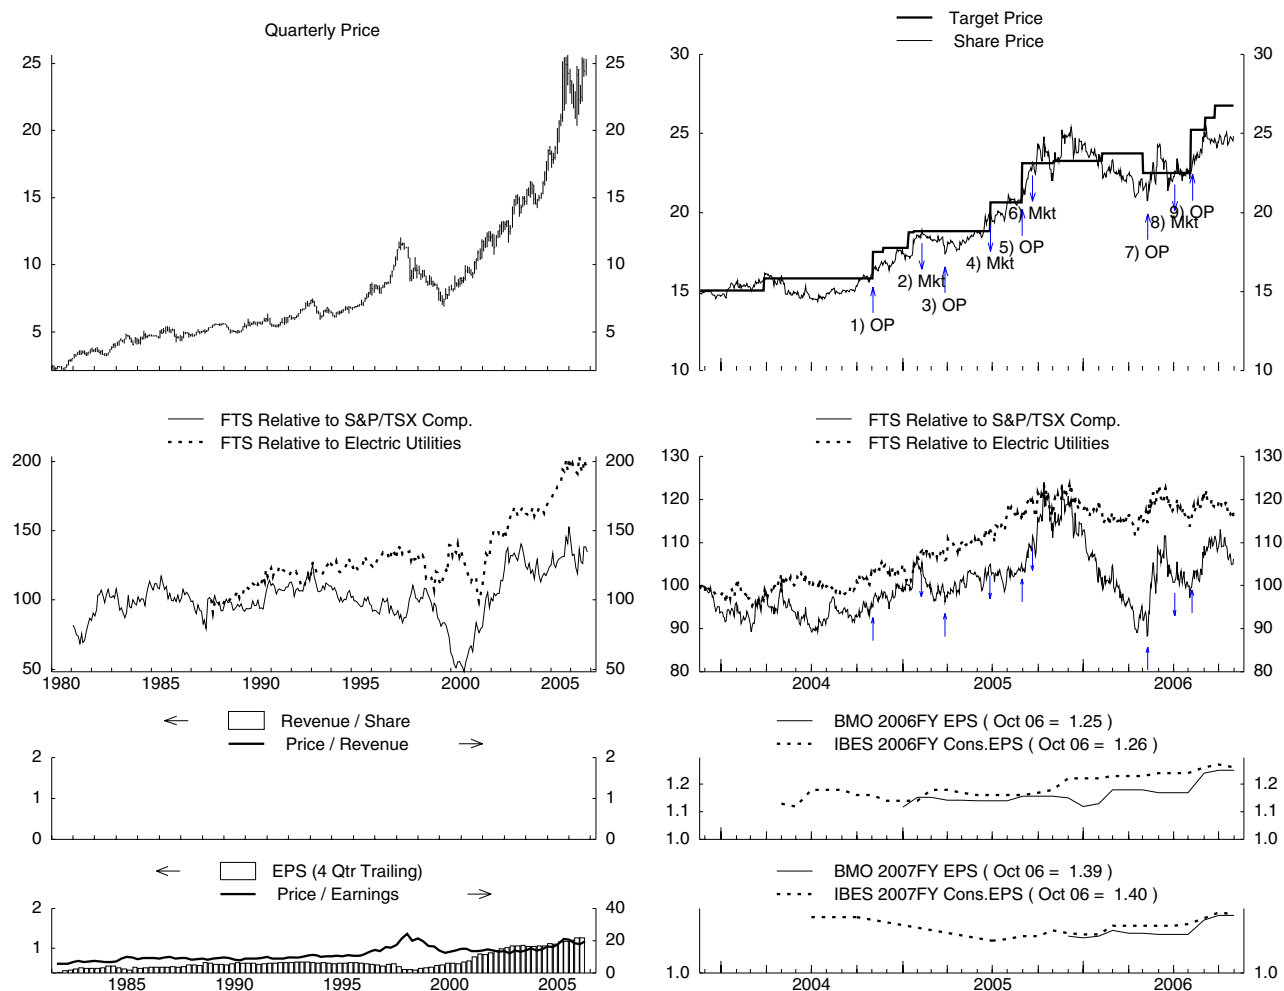 Quarterly Price
25
20
15
10
5
25
20
15
10
5
Target Price
Share Price
30
25
20
15
10
30
25
20
15
10
1) OP
2) Mkt
3) OP
4) Mkt
5) OP
6) Mkt
7) OP
8) Mkt
9) OP
FTS Relative to S&P/TSX Comp.
FTS Relative to Electric Utilities
200
150
100
50
200
150
100
50
1980 1985 1990 1995 2000 2005
FTS Relative to S&P/TSX Comp.
FTS Relative to Electric Utilities
130
120
110
100
90
80
130
120
110
100
90
80
2004 2005 2006
Revenue / Share
Price / Revenue
2
1
0
2
1
0
BMO 2006FY EPS ( Oct 06 = 1.25 )
IBES 2006FY Cons.EPS ( Oct 06 = 1.26 )
1.2
1.1
1.0
1.2
1.1
1.0
EPS (4 Qtr Trailing)
Price / Earnings
2
1
0
40
20
0
1985 1990 1995 2000 2005
BMO 2007FY EPS ( Oct 06 = 1.39 )
IBES 2007FY Cons.EPS ( Oct 06 = 1.40 )
1.0
1.0
2004 2005 2006